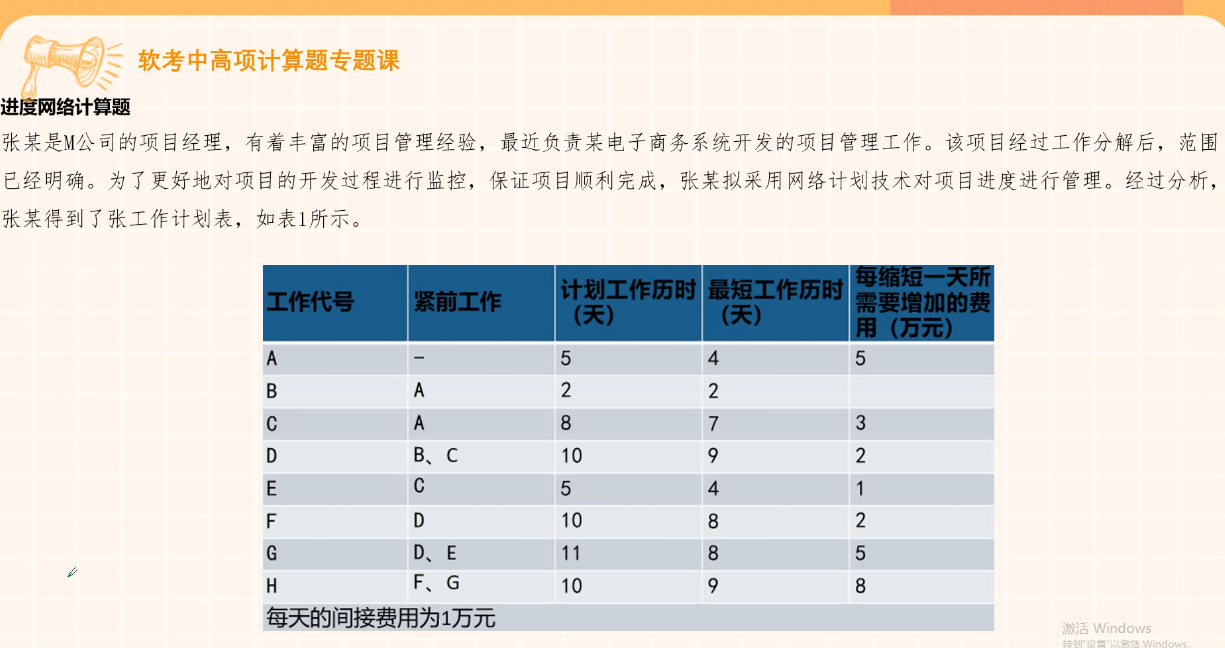 软考中高项计算题专题课
进度网络计算题
张某是M公司的项目经理，有着丰富的项目管理经验，最近负责某电子商务系统开发的项目管理工作。该项目经过工作分解后，范围
已经明确。为了更好地对项目的开发过程进行监控，保证项目顺利完成，张某拟采用网络计划技术对项目进度进行管理。经过分析，
张某得到了张工作计划表，如表1所示。
工作代号 紧前工作 计划工作历时（天） 最短工作历时（天） 每缩短一天所需要增加的费用（万元）
A – 5 4 5
B A 2 2
C A 8 7 3
D B、C 10 9 2
E C 5 4 1
F D 10 8 2
G D、E 11 8 5
H F、G 10 9 8
每天的间接费用为1万元
激活 Windows
转到"设置"以激活 Windows。